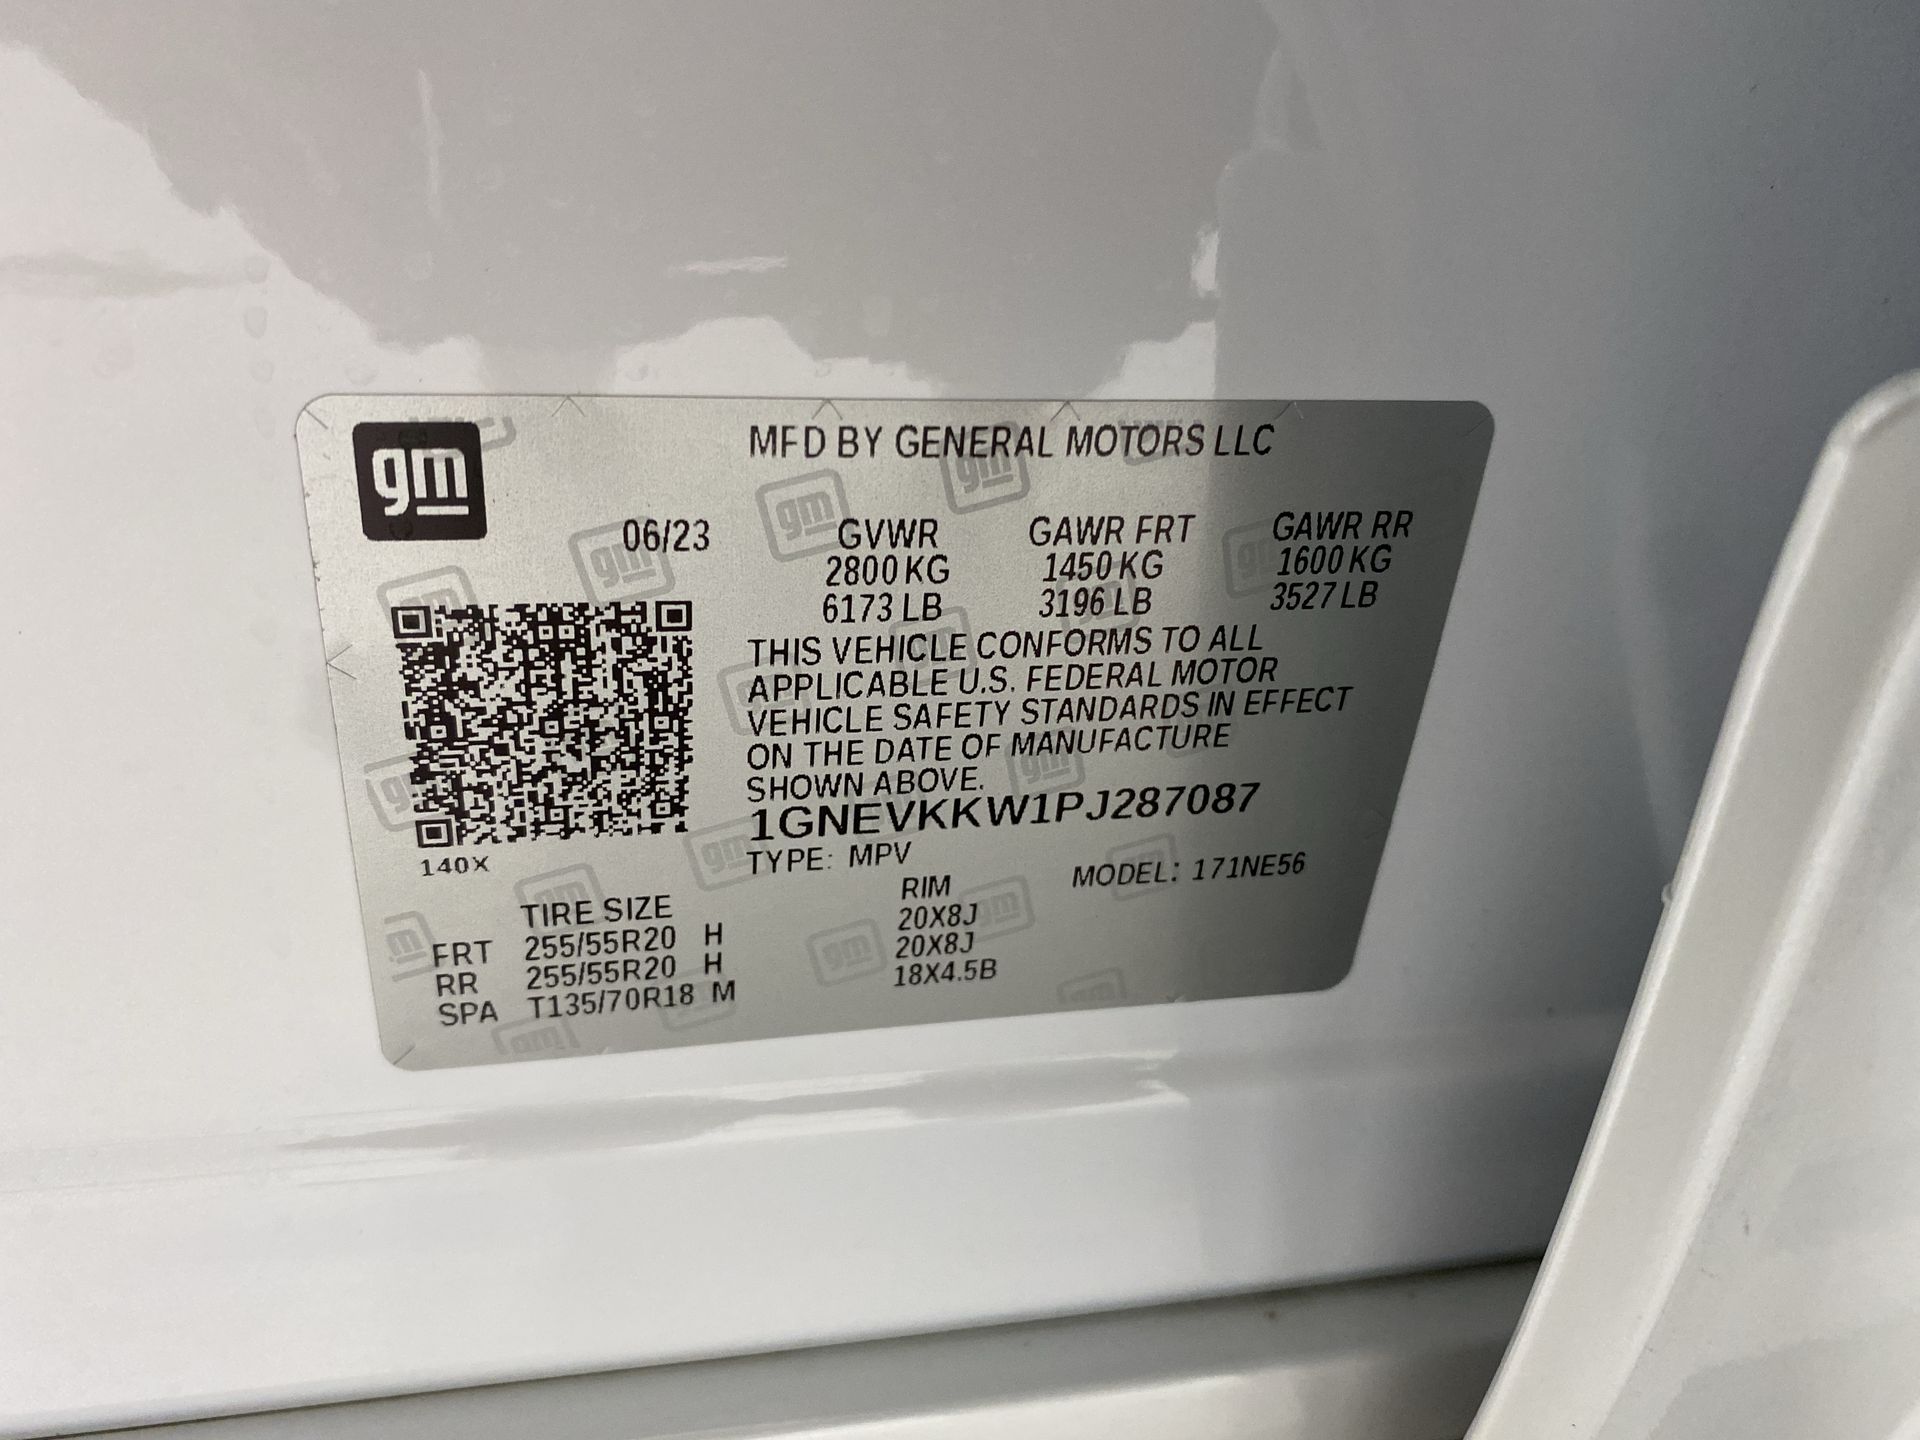 gm
MFD BY GENERAL MOTORS LLC
06/23 GVWR GAWR FRT GAWR RR
2800 KG 1450 KG 1600 KG
6173 LB 3196 LB 3527 LB
THIS VEHICLE CONFORMS TO ALL
APPLICABLE U.S. FEDERAL MOTOR
VEHICLE SAFETY STANDARDS IN EFFECT
ON THE DATE OF MANUFACTURE
SHOWN ABOVE.
1GNEVKKW1PJ287087
140X
TYPE: MPV MODEL: 171NE56
TIRE SIZE RIM
FRT 255/55R20 H 20X8J
RR 255/55R20 H 20X8J
SPA T135/70R18 M 18X4.5B